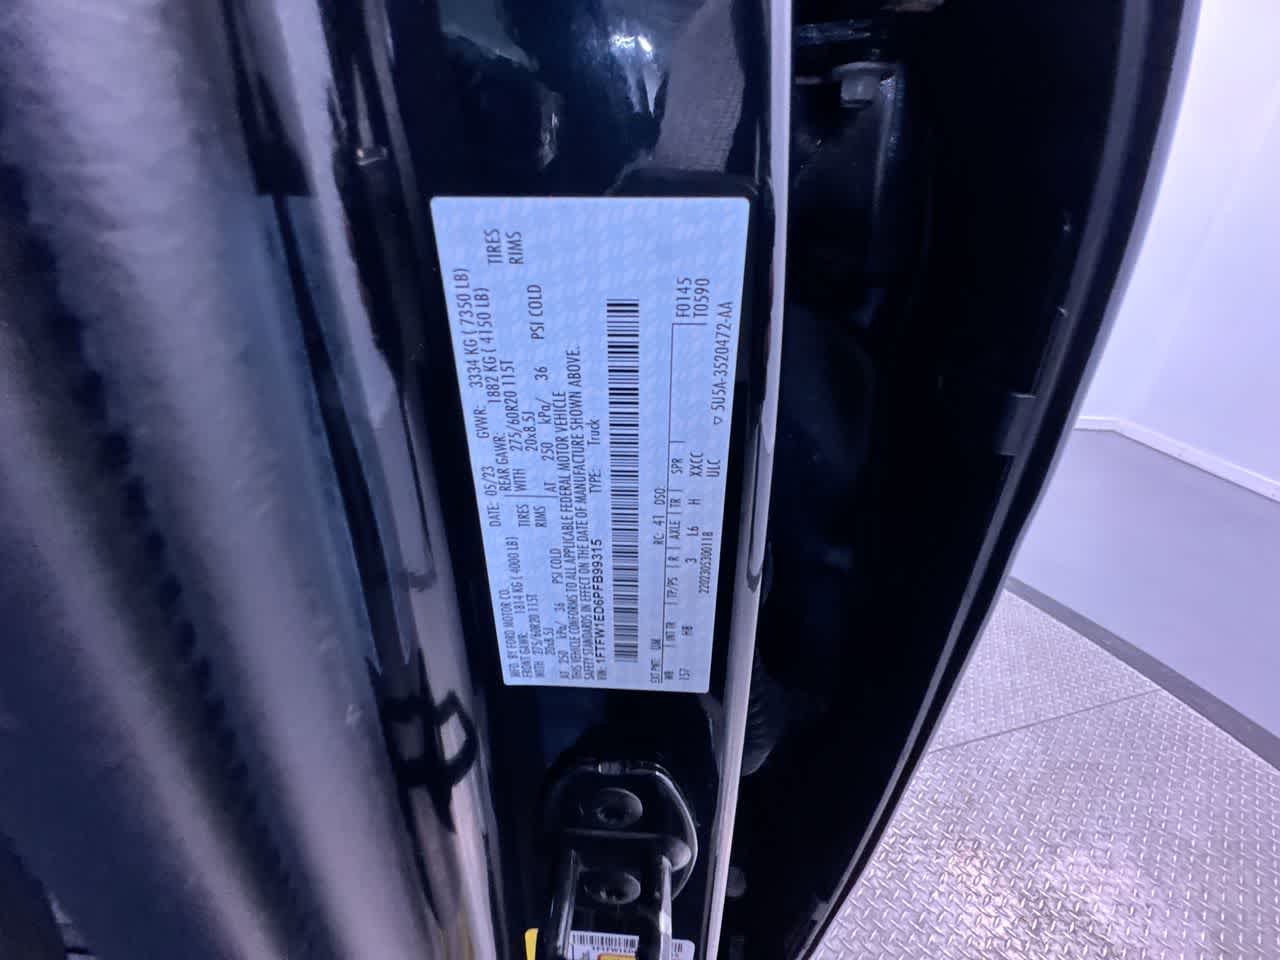 MFD BY FORD MOTOR CO.
DATE: 05/23 GVWR: 3334 KG ( 7350 LB)
FRONT GAWR: 1814 KG ( 4000 LB)
REAR GAWR: 1882 KG ( 4150 LB)
WITH 275/60R20 115T TIRES
WITH 275/60R20 115T TIRES
20x8.5J RIMS
20x8.5J RIMS
AT 250 kPa/ 36 PSI COLD
AT 250 kPa/ 36 PSI COLD
THIS VEHICLE CONFORMS TO ALL APPLICABLE FEDERAL MOTOR VEHICLE
SAFETY STANDARDS IN EFFECT ON THE DATE OF MANUFACTURE SHOWN ABOVE.
VIN: 1FTFW1ED6PFB99315
TYPE: Truck
F0145
T0590
EXT PNT: UM RC: 41 DSO:
WB INT TR TP/PS R AXLE TR SPR
157 HB 3 L6 H XXCC
ULC
2202305300118
▽ 5U5A-3520472-AA